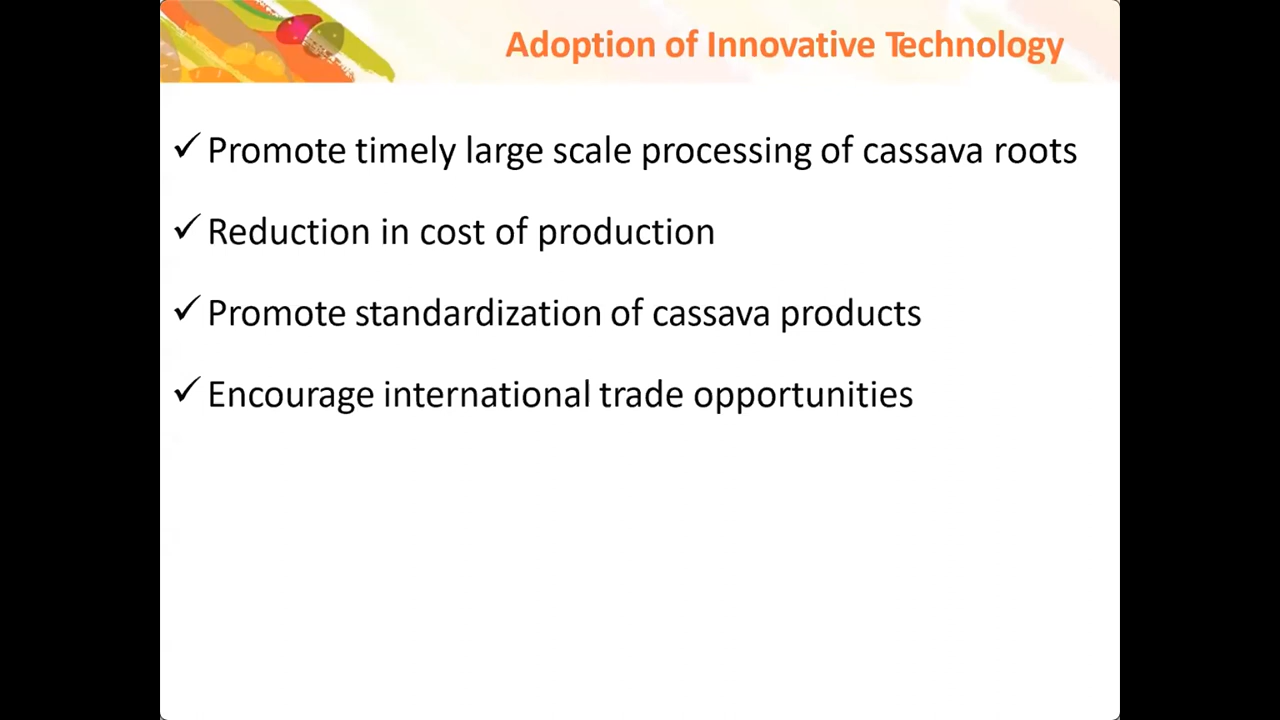 Adoption of Innovative Technology
✓ Promote timely large scale processing of cassava roots
✓ Reduction in cost of production
✓ Promote standardization of cassava products
✓ Encourage international trade opportunities